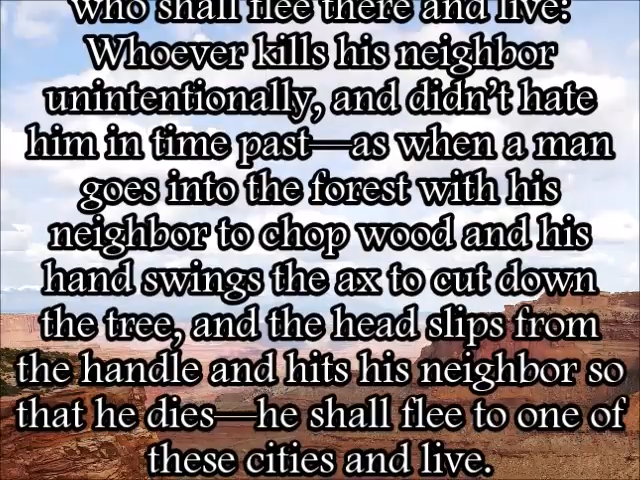 who shall flee there and live:
Whoever kills his neighbor
unintentionally, and didn’t hate
him in time past—as when a man
goes into the forest with his
neighbor to chop wood and his
hand swings the ax to cut down
the tree, and the head slips from
the handle and hits his neighbor so
that he dies—he shall flee to one of
these cities and live.